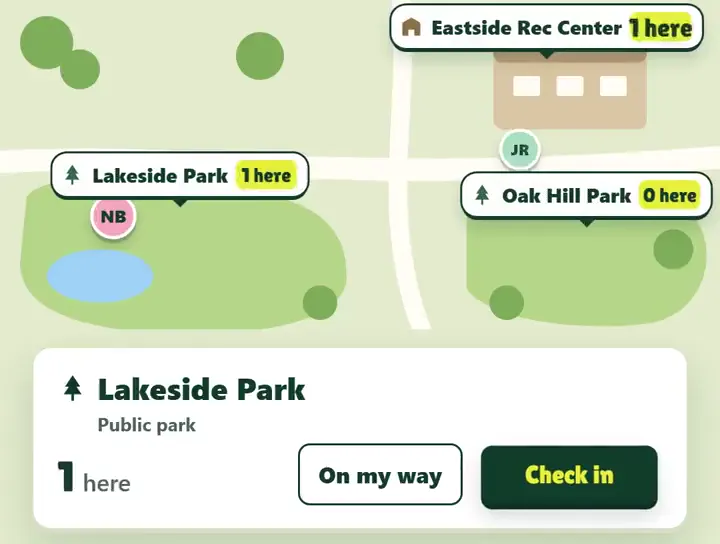 Eastside Rec Center 1 here
JR
Lakeside Park 1 here
Oak Hill Park 0 here
NB
Lakeside Park
Public park
1 here
On my way
Check in